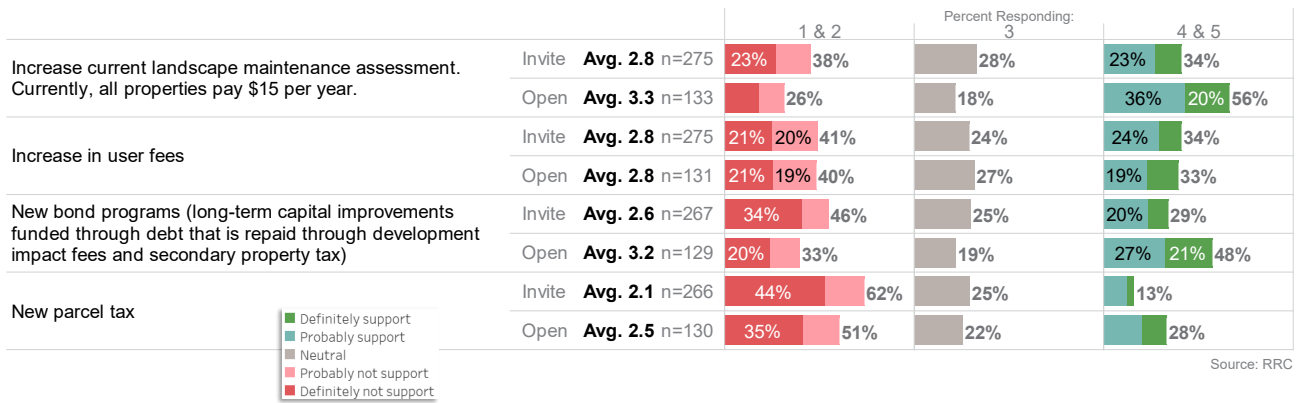 Percent Responding:
1 & 2 3 4 & 5
Increase current landscape maintenance assessment.
Currently, all properties pay $15 per year.
Invite Avg. 2.8 n=275 23% 38% 28% 23% 34%
Open Avg. 3.3 n=133 26% 18% 36% 20% 56%
Increase in user fees
Invite Avg. 2.8 n=275 21% 20% 41% 24% 24% 34%
Open Avg. 2.8 n=131 21% 19% 40% 27% 19% 33%
New bond programs (long-term capital improvements
funded through debt that is repaid through development
impact fees and secondary property tax)
Invite Avg. 2.6 n=267 34% 46% 25% 20% 29%
Open Avg. 3.2 n=129 20% 33% 19% 27% 21% 48%
New parcel tax
Invite Avg. 2.1 n=266 44% 62% 25% 13%
Open Avg. 2.5 n=130 35% 51% 22% 28%
Definitely support
Probably support
Neutral
Probably not support
Definitely not support
Source: RRC